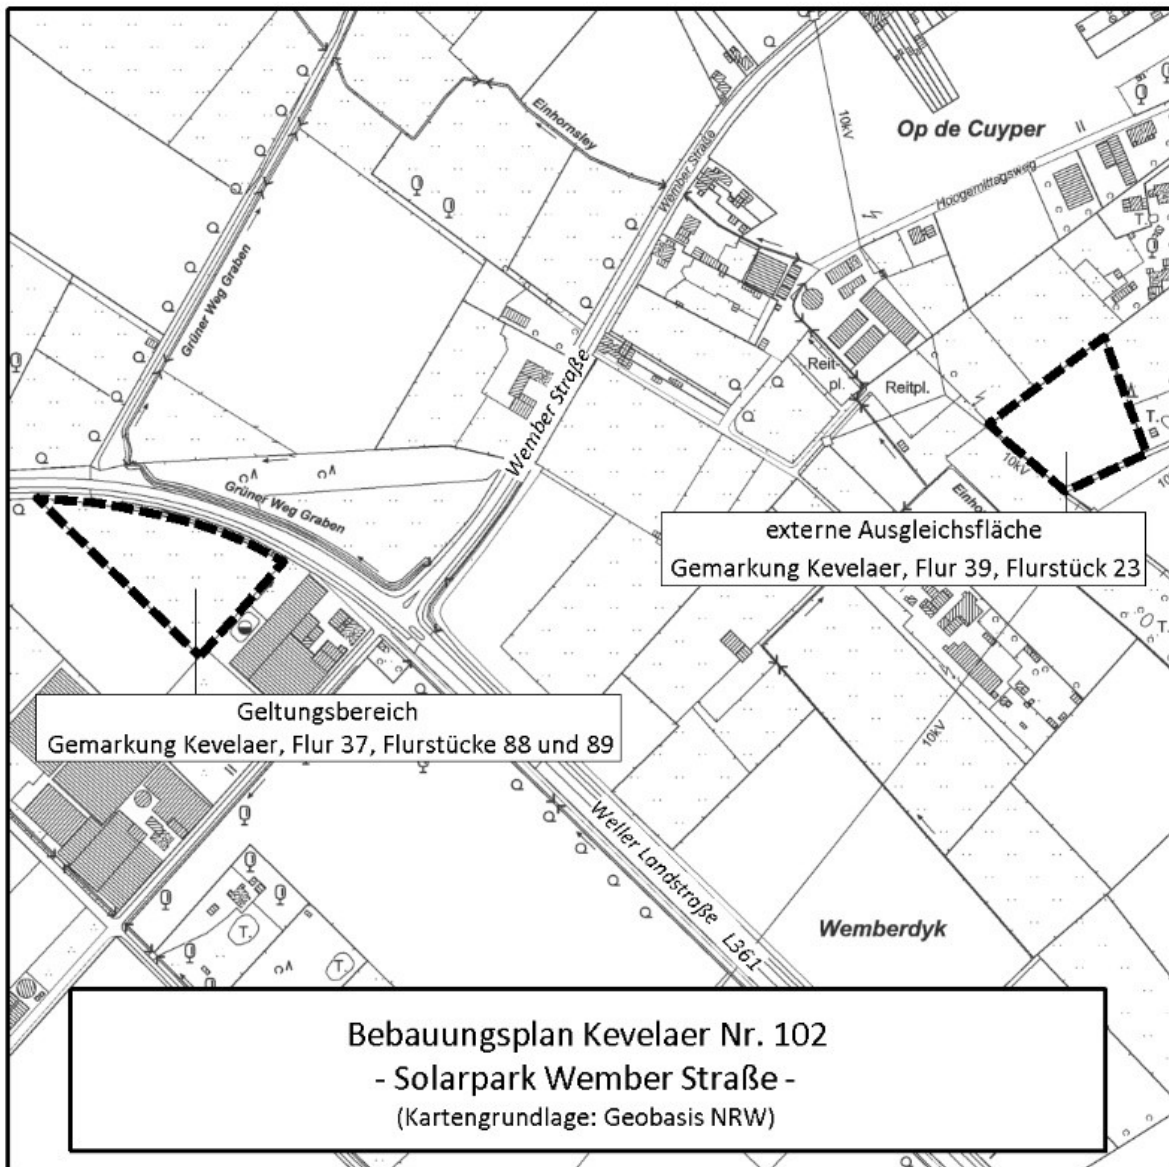 Einhornsley
Wember Straße
10kV
Op de Cuyper
II
Hoogemittagsweg
T.
Grüner Weg Graben
Wember Straße
Reit-
pl.
Reitpl.
T.
10kV
Grüner Weg Graben
externe Ausgleichsfläche
Gemarkung Kevelaer, Flur 39, Flurstück 23
T.
Geltungsbereich
Gemarkung Kevelaer, Flur 37, Flurstücke 88 und 89
10kV
II
Weller Landstraße L361
Wemberdyk
T.
T.
Bebauungsplan Kevelaer Nr. 102
- Solarpark Wember Straße -
(Kartengrundlage: Geobasis NRW)